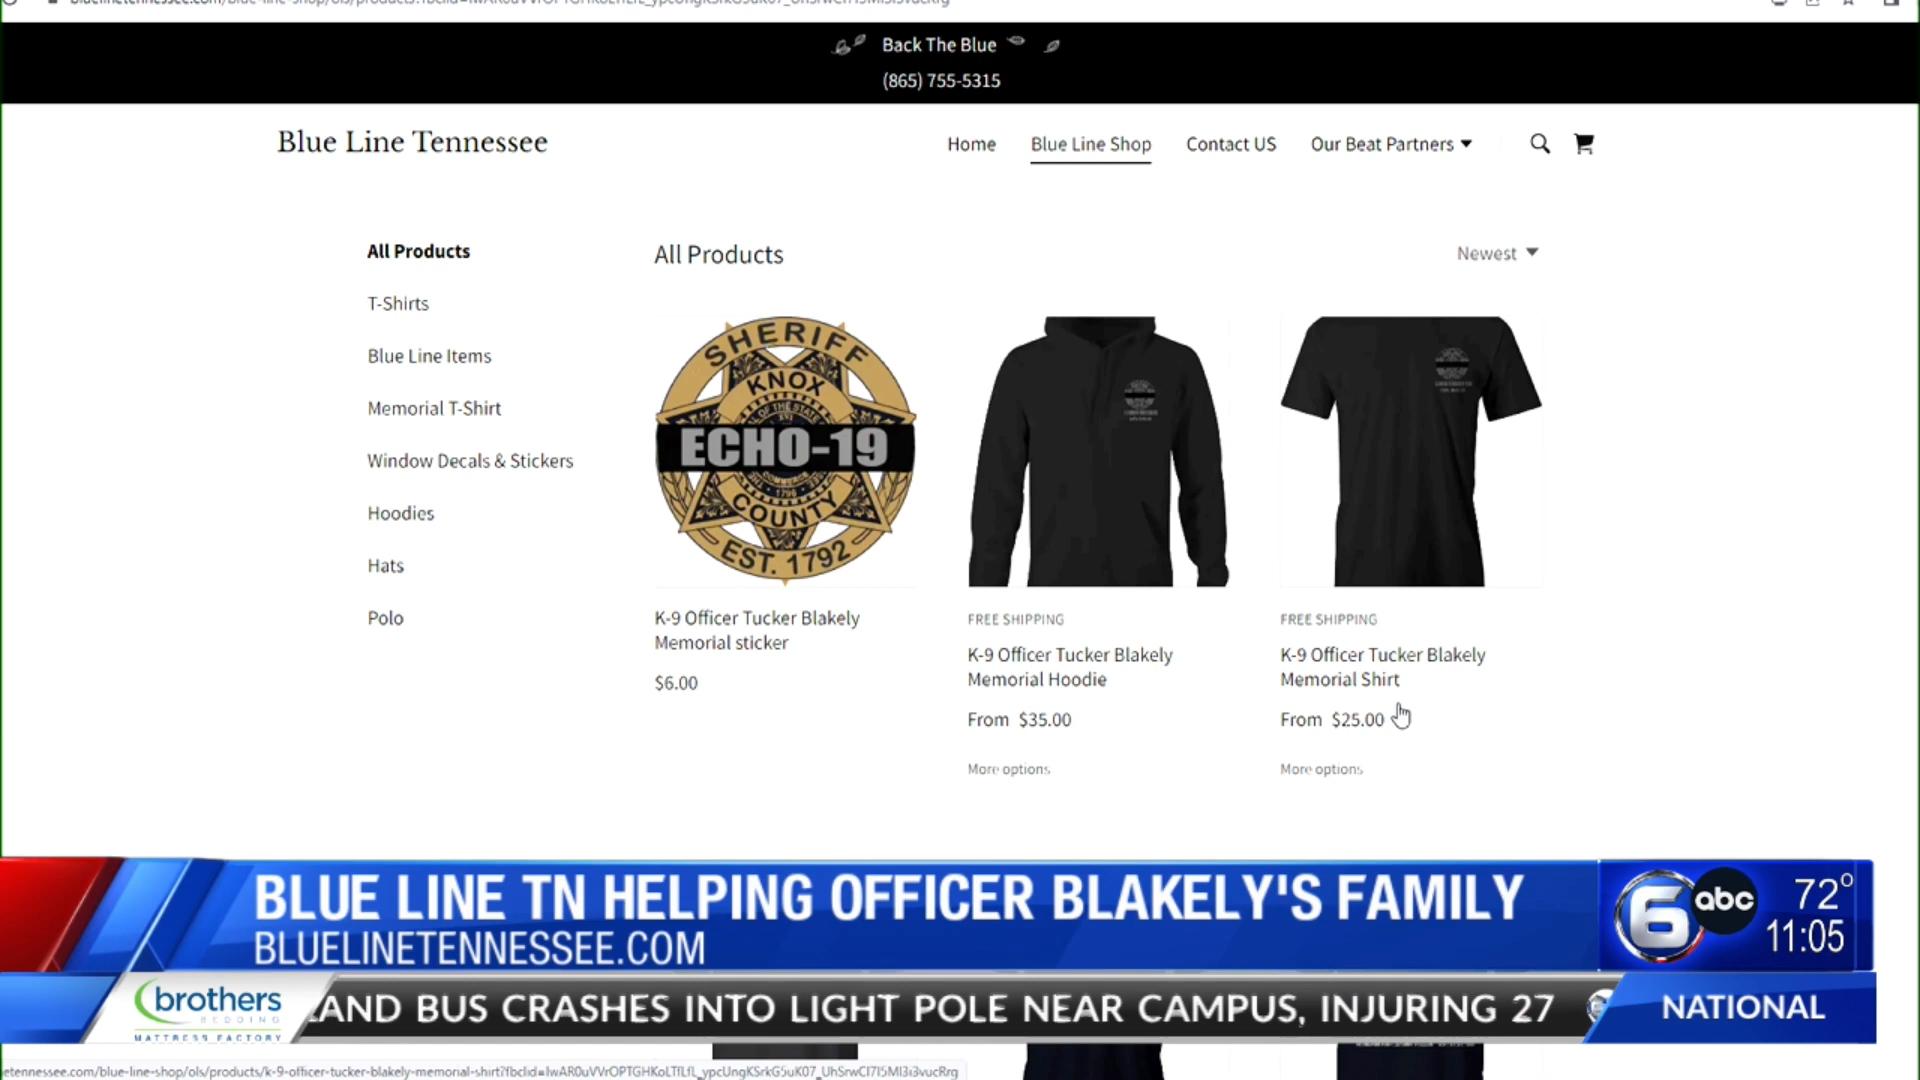 Back The Blue
(865) 755-5315
Blue Line Tennessee
Home
Blue Line Shop
Contact US
Our Beat Partners
All Products
T-Shirts
Blue Line Items
Memorial T-Shirt
Window Decals & Stickers
Hoodies
Hats
Polo
All Products
Newest
SHERIFF
KNOX
ECHO-19
COUNTY
EST. 1792
K-9 Officer Tucker Blakely
Memorial sticker
$6.00
FREE SHIPPING
K-9 Officer Tucker Blakely
Memorial Hoodie
From $35.00
More options
FREE SHIPPING
K-9 Officer Tucker Blakely
Memorial Shirt
From $25.00
More options
BLUE LINE TN HELPING OFFICER BLAKELY'S FAMILY
BLUELINETENNESSEE.COM
6 abc
72°
11:05
brothers
BEDDING
MATTRESS FACTORY
AND BUS CRASHES INTO LIGHT POLE NEAR CAMPUS, INJURING 27
NATIONAL